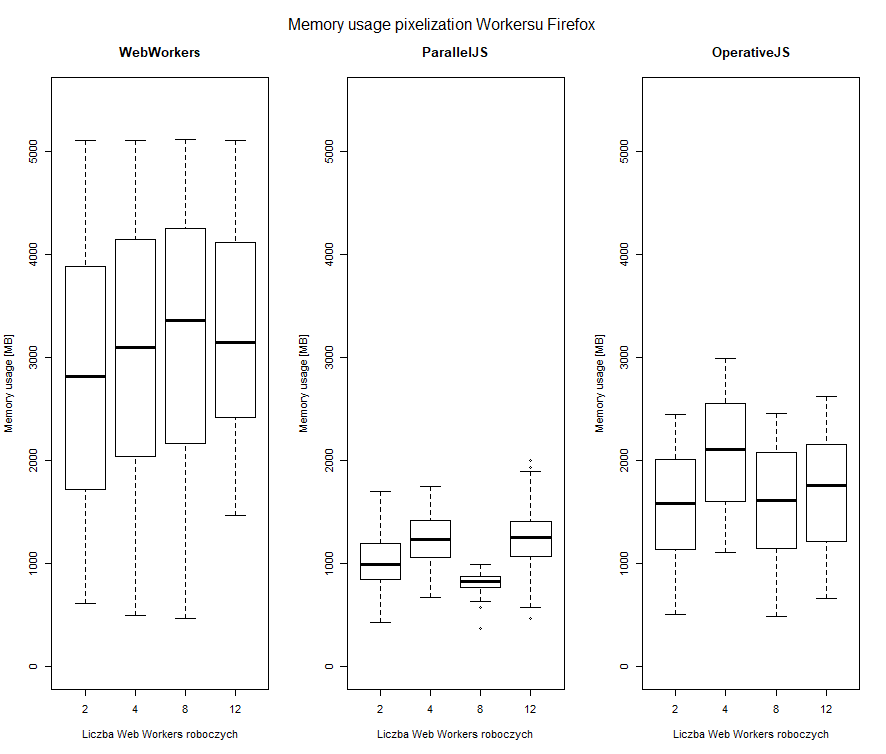 Memory usage pixelization Workersu Firefox
WebWorkers
Memory usage [MB]
5000
4000
3000
2000
1000
0
2 4 8 12
Liczba Web Workers roboczych
ParallelJS
Memory usage [MB]
5000
4000
3000
2000
1000
0
2 4 8 12
Liczba Web Workers roboczych
OperativeJS
Memory usage [MB]
5000
4000
3000
2000
1000
0
2 4 8 12
Liczba Web Workers roboczych